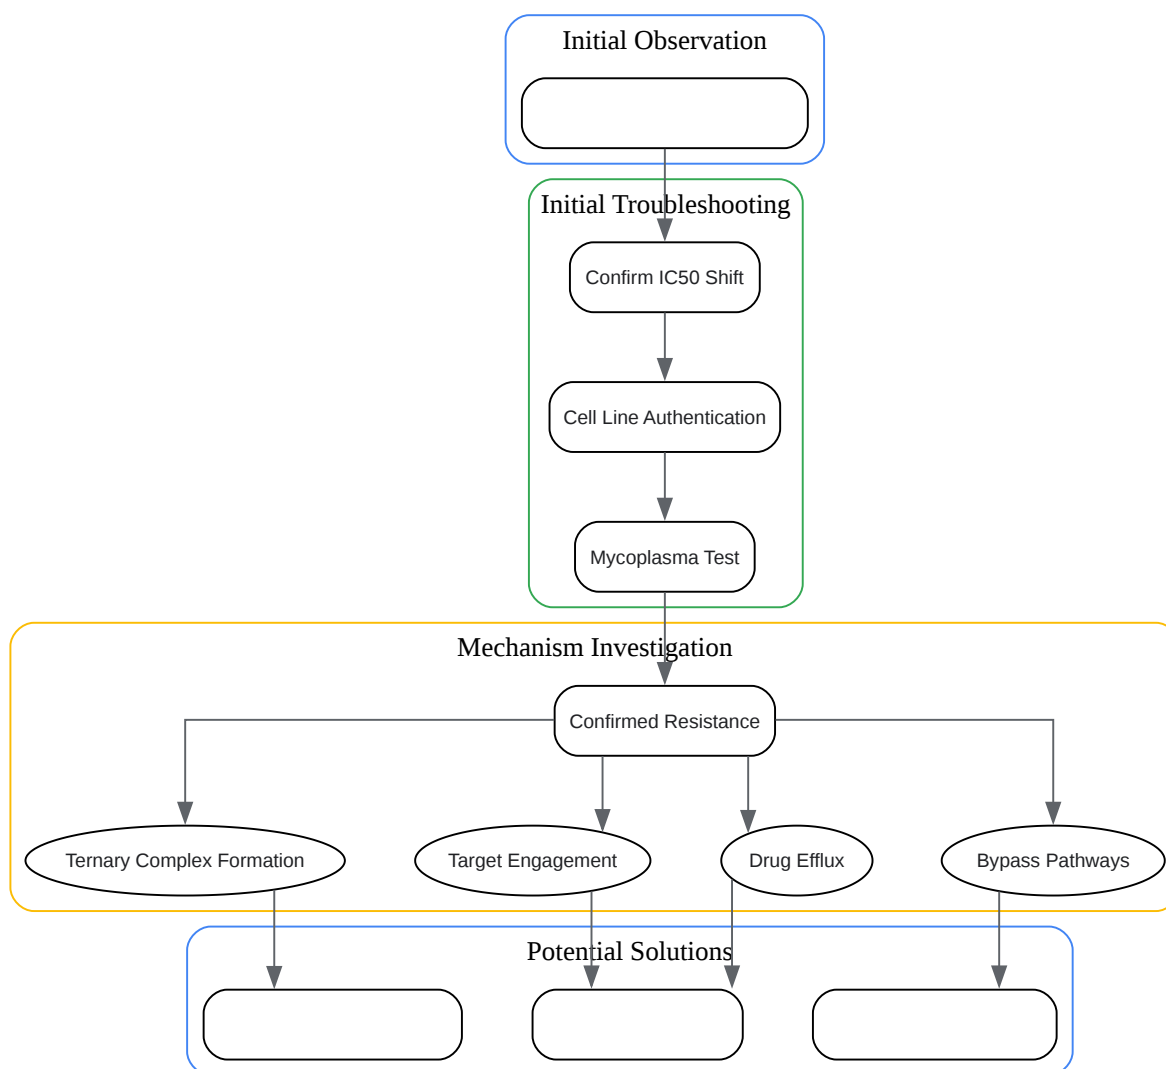 Initial Observation
Initial Troubleshooting
Confirm IC50 Shift
Cell Line Authentication
Mycoplasma Test
Mechanism Investigation
Confirmed Resistance
Ternary Complex Formation
Target Engagement
Drug Efflux
Bypass Pathways
Potential Solutions